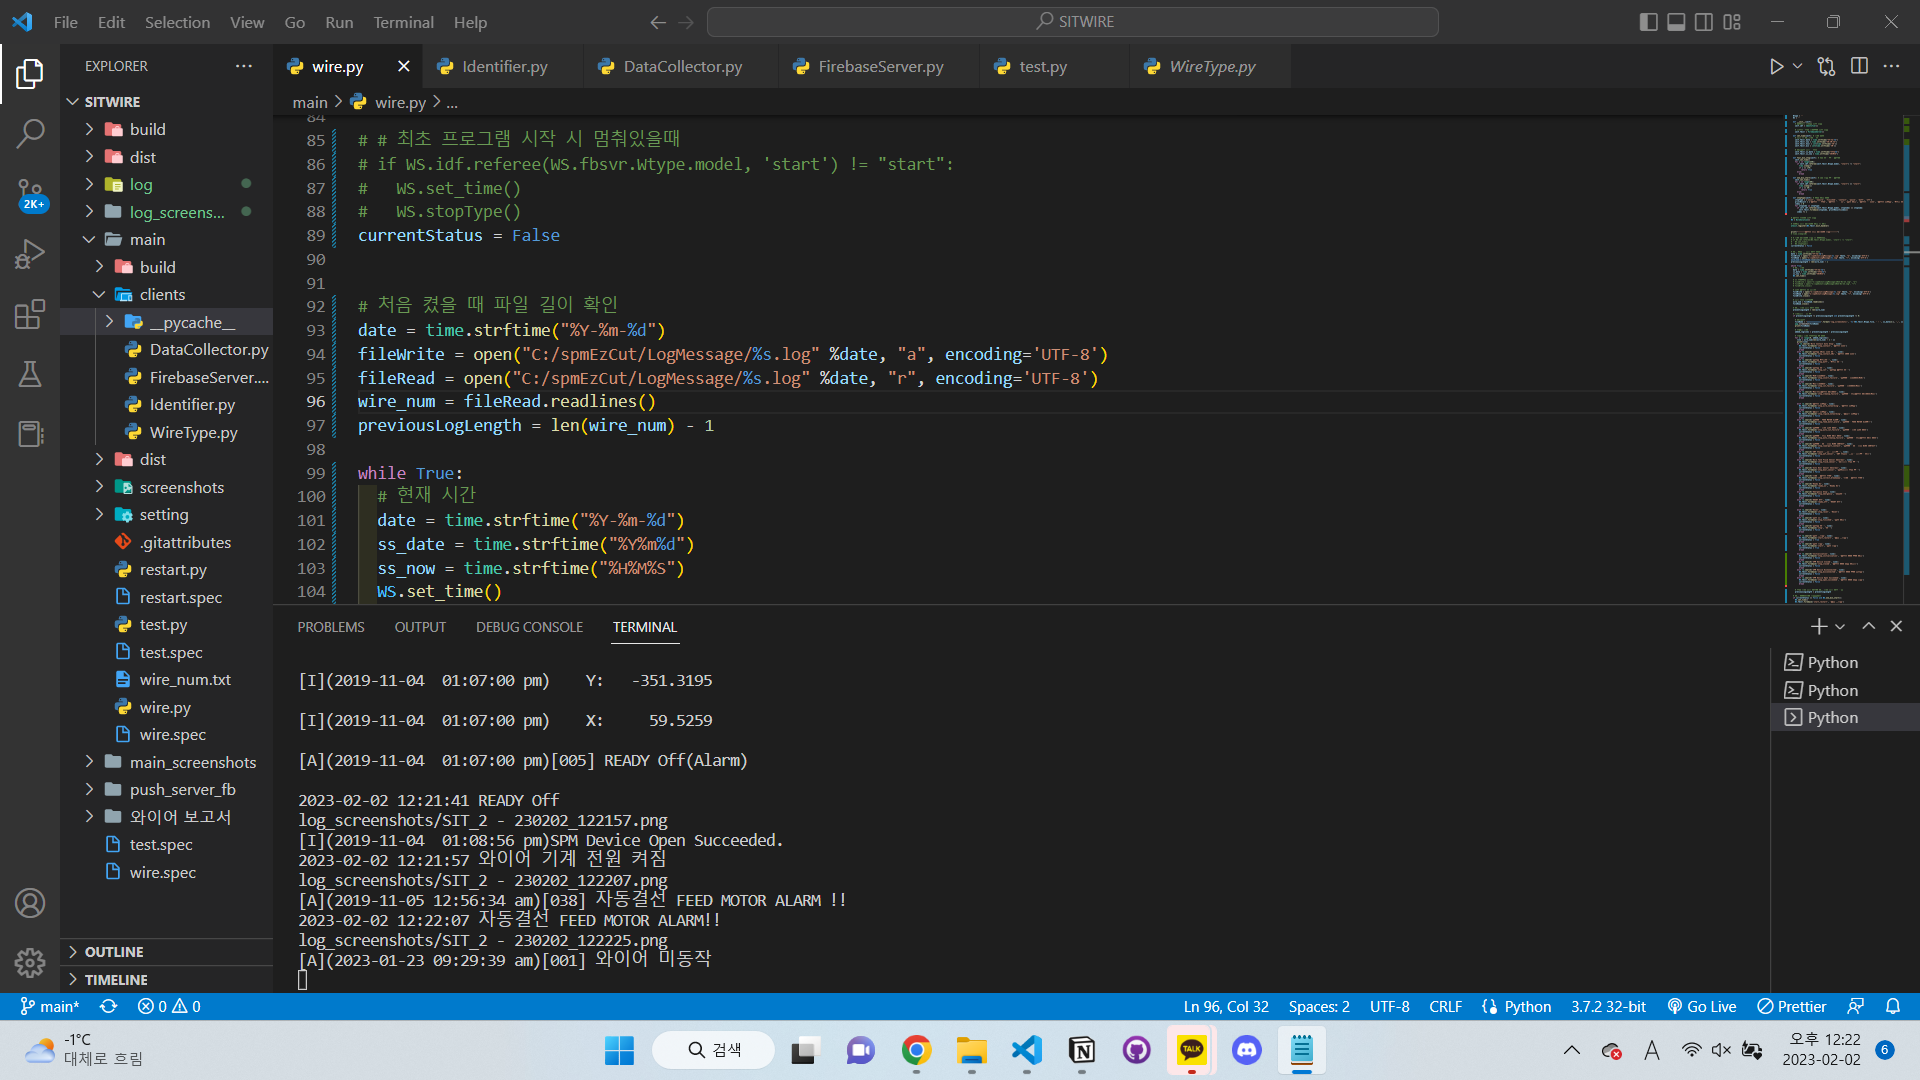 File Edit Selection View Go Run Terminal Help
SITWIRE
EXPLORER
SITWIRE
build
dist
log
log_screens...
main
build
clients
__pycache__
DataCollector.py
FirebaseServer....
Identifier.py
WireType.py
dist
screenshots
setting
.gitattributes
restart.py
restart.spec
test.py
test.spec
wire_num.txt
wire.py
wire.spec
main_screenshots
push_server_fb
와이어 보고서
test.spec
wire.spec
OUTLINE
TIMELINE
2K+
wire.py Identifier.py DataCollector.py FirebaseServer.py test.py WireType.py
main > wire.py > ...
84
85 # # 최초 프로그램 시작 시 멈춰있을때
86 # if WS.idf.referee(WS.fbsvr.Wtype.model, 'start') != "start":
87 #   WS.set_time()
88 #   WS.stopType()
89 currentStatus = False
90
91
92 # 처음 켰을 때 파일 길이 확인
93 date = time.strftime("%Y-%m-%d")
94 fileWrite = open("C:/spmEzCut/LogMessage/%s.log" %date, "a", encoding='UTF-8')
95 fileRead = open("C:/spmEzCut/LogMessage/%s.log" %date, "r", encoding='UTF-8')
96 wire_num = fileRead.readlines()
97 previousLogLength = len(wire_num) - 1
98
99 while True:
100   # 현재 시간
101   date = time.strftime("%Y-%m-%d")
102   ss_date = time.strftime("%Y%m%d")
103   ss_now = time.strftime("%H%M%S")
104   WS.set_time()
PROBLEMS OUTPUT DEBUG CONSOLE TERMINAL
[I](2019-11-04  01:07:00 pm)    Y:   -351.3195
[I](2019-11-04  01:07:00 pm)    X:     59.5259
[A](2019-11-04  01:07:00 pm)[005] READY Off(Alarm)
2023-02-02 12:21:41 READY Off
log_screenshots/SIT_2 - 230202_122157.png
[I](2019-11-04  01:08:56 pm)SPM Device Open Succeeded.
2023-02-02 12:21:57 와이어 기계 전원 켜짐
log_screenshots/SIT_2 - 230202_122207.png
[A](2019-11-05 12:56:34 am)[038] 자동결선 FEED MOTOR ALARM !!
2023-02-02 12:22:07 자동결선 FEED MOTOR ALARM!!
log_screenshots/SIT_2 - 230202_122225.png
[A](2023-01-23 09:29:39 am)[001] 와이어 미동작
Python
Python
Python
main* 0 0 Ln 96, Col 32 Spaces: 2 UTF-8 CRLF Python 3.7.2 32-bit Go Live Prettier
-1°C
대체로 흐림
검색
TALK
A
오후 12:22
2023-02-02
6